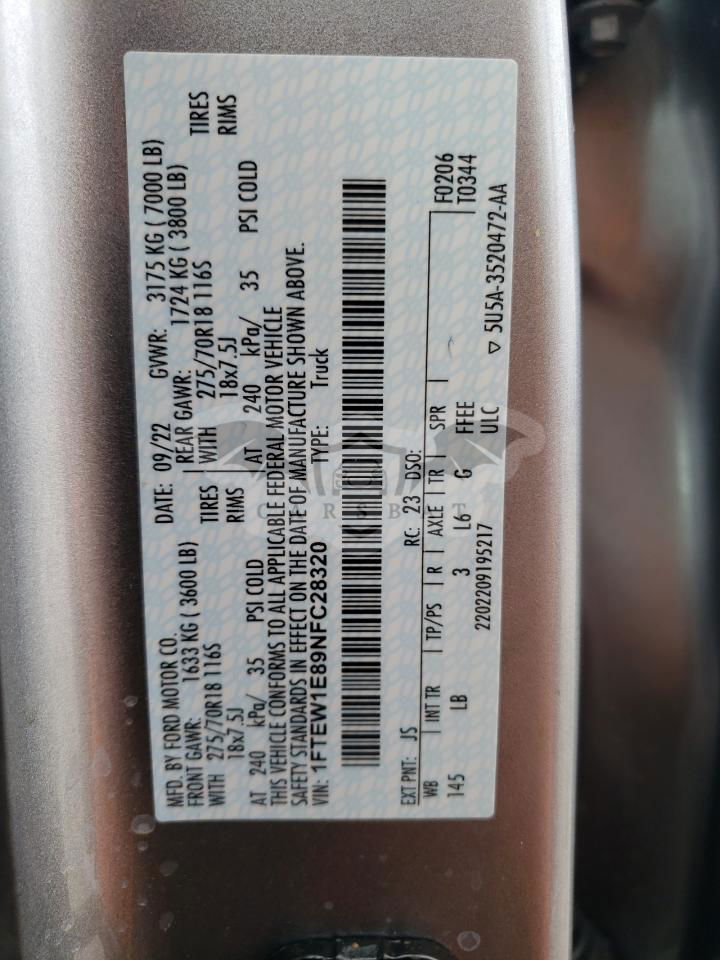 MFD. BY FORD MOTOR CO. DATE: 09/22 GVWR: 3175 KG ( 7000 LB)
FRONT GAWR: 1633 KG ( 3600 LB) REAR GAWR: 1724 KG ( 3800 LB)
WITH 275/70R18 116S TIRES WITH 275/70R18 116S TIRES
18x7.5J RIMS 18x7.5J RIMS
AT 240 kPa/ 35 PSI COLD AT 240 kPa/ 35 PSI COLD
THIS VEHICLE CONFORMS TO ALL APPLICABLE FEDERAL MOTOR VEHICLE
SAFETY STANDARDS IN EFFECT ON THE DATE OF MANUFACTURE SHOWN ABOVE.
VIN: 1FTEW1E89NFC28320 TYPE: Truck
CARSBAT
EXT PNT: JS RC: 23 DSO: F0206
WB INT TR TP/PS R AXLE TR SPR T0344
145 LB 3 L6 G FFEE
2202209195217 ULC ▽ 5U5A-3520472-AA